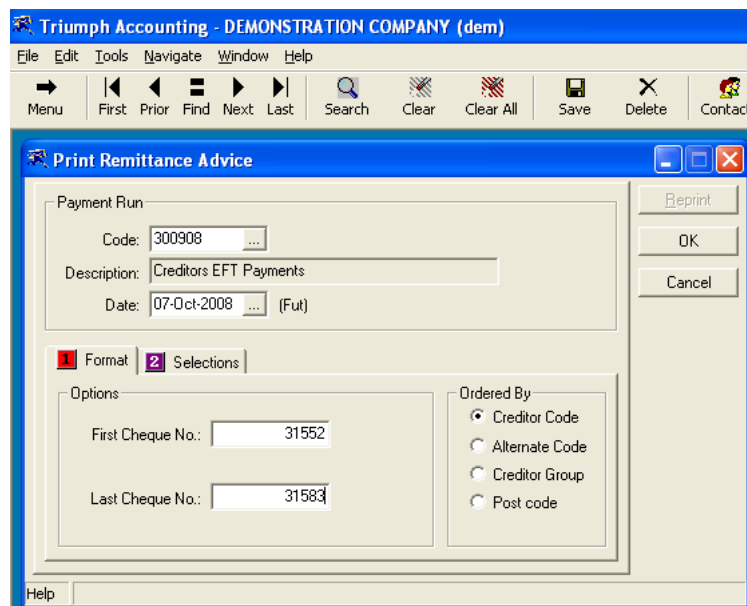 Triumph Accounting - DEMONSTRATION COMPANY (dem)
File Edit Tools Navigate Window Help
Menu First Prior Find Next Last Search Clear Clear All Save Delete Contac
Print Remittance Advice
Payment Run
Code: 300908 ...
Description: Creditors EFT Payments
Date: 07-Oct-2008 ... (Fut)
Reprint
OK
Cancel
1 Format 2 Selections
Options
First Cheque No.: 31552
Last Cheque No.: 31583
Ordered By
Creditor Code
Alternate Code
Creditor Group
Post code
Help